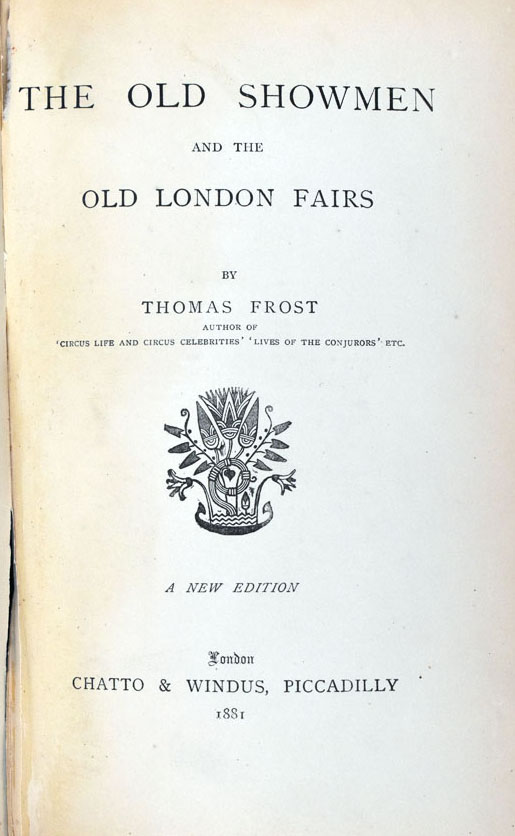 THE OLD SHOWMEN
AND THE
OLD LONDON FAIRS
BY
THOMAS FROST
AUTHOR OF
'CIRCUS LIFE AND CIRCUS CELEBRITIES' 'LIVES OF THE CONJURORS' ETC.
A NEW EDITION
London
CHATTO & WINDUS, PICCADILLY
1881